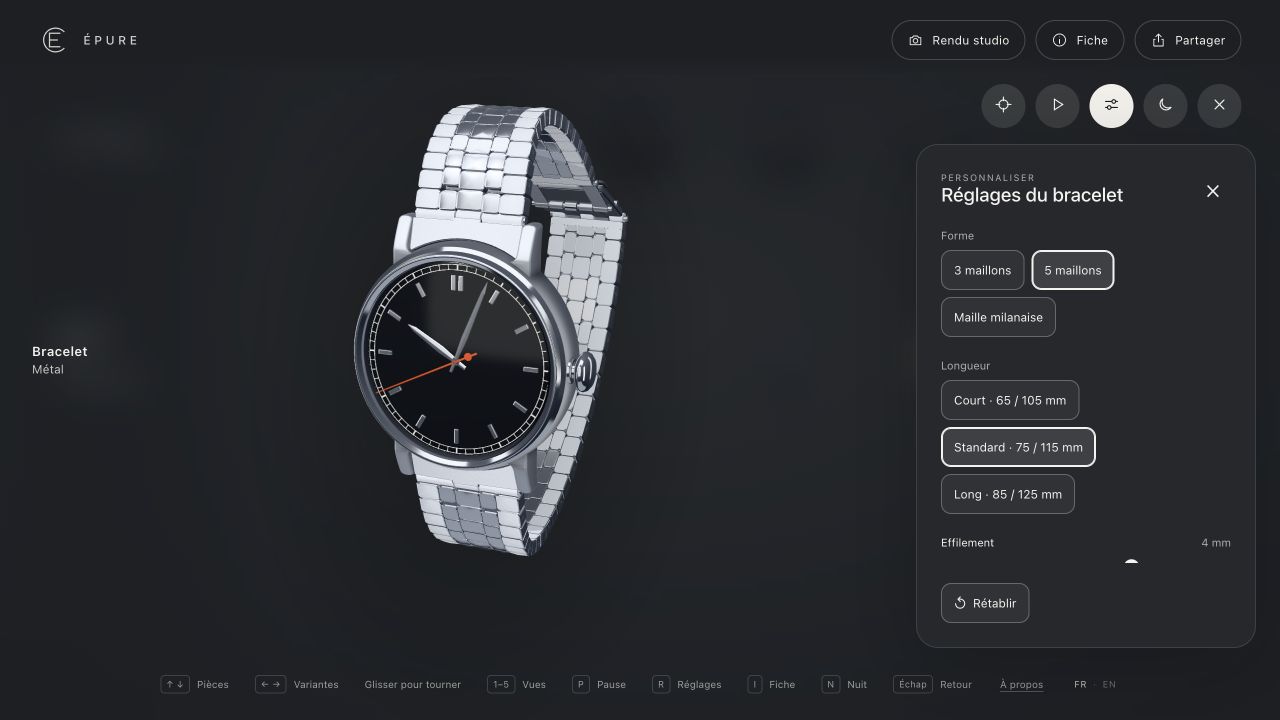 ÉPURE
Rendu studio
Fiche
Partager
PERSONNALISER
Réglages du bracelet
Forme
3 maillons
5 maillons
Maille milanaise
Longueur
Court · 65 / 105 mm
Standard · 75 / 115 mm
Long · 85 / 125 mm
Effilement
4 mm
Rétablir
Bracelet
Métal
↑ ↓ Pièces
← → Variantes
Glisser pour tourner
1–5 Vues
P Pause
R Réglages
I Fiche
N Nuit
Échap Retour
À propos
FR · EN